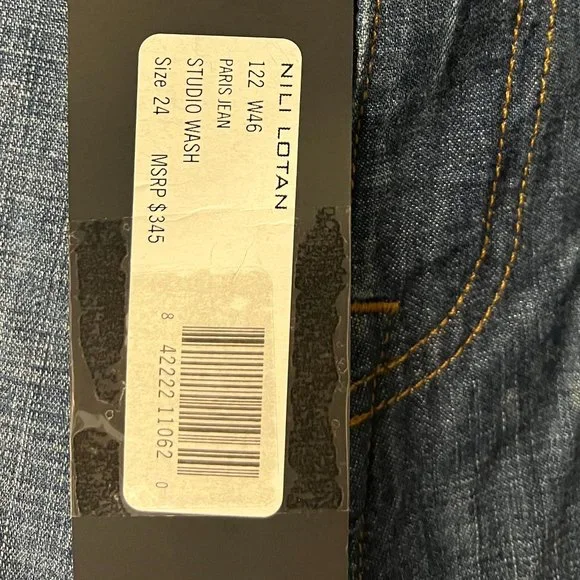 NILI LOTAN
122 W46
PARIS JEAN
STUDIO WASH
Size 24 MSRP $345
8 42222 11062 0